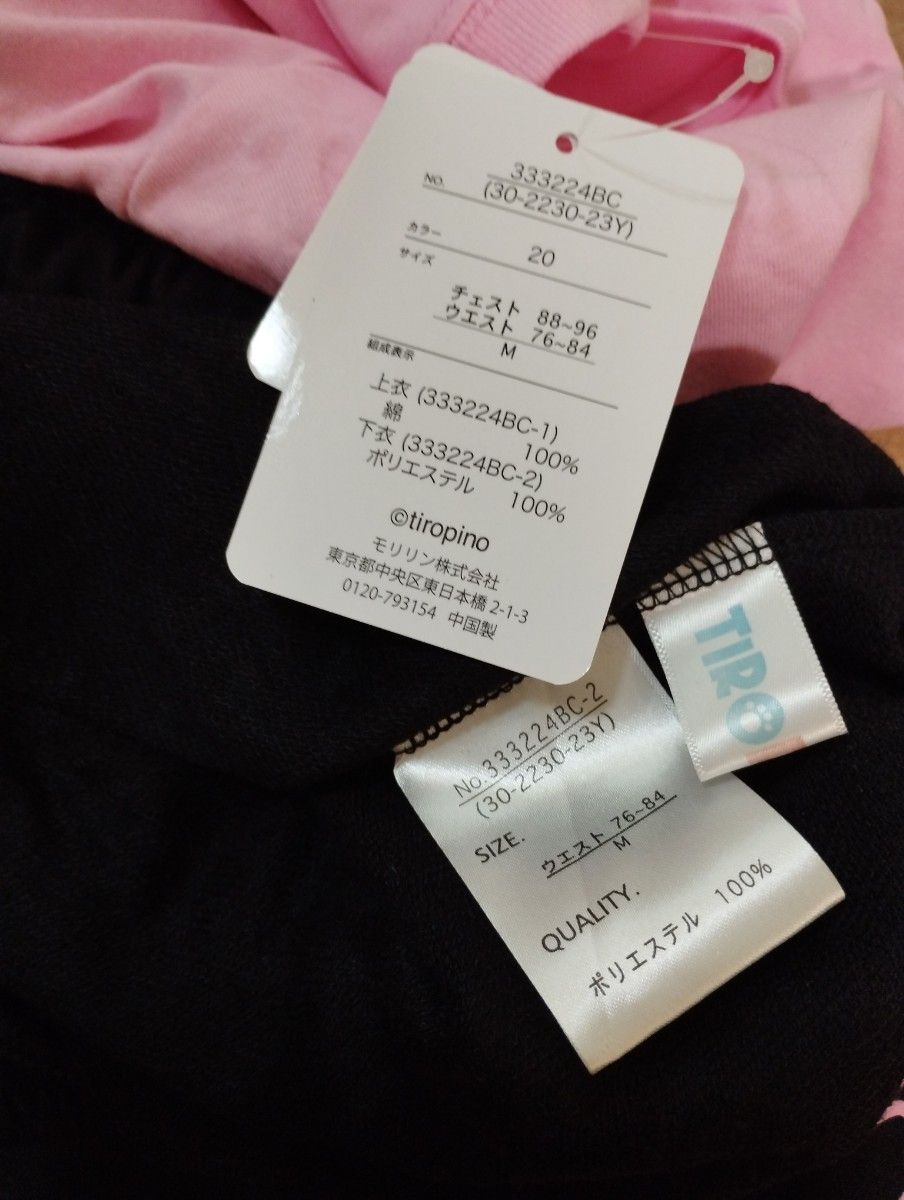 333224BC
NO. (30-2230-23Y)
カラー 20
サイズ
チェスト 88~96
ウエスト 76~84
M
組成表示
上衣 (333224BC-1)
綿 100%
下衣 (333224BC-2)
ポリエステル 100%
©tiropino
モリリン株式会社
東京都中央区東日本橋 2-1-3
0120-793154 中国製
TIRO
No.333224BC-2
(30-2230-23Y)
SIZE.
ウエスト 76~84
M
QUALITY.
ポリエステル 100%